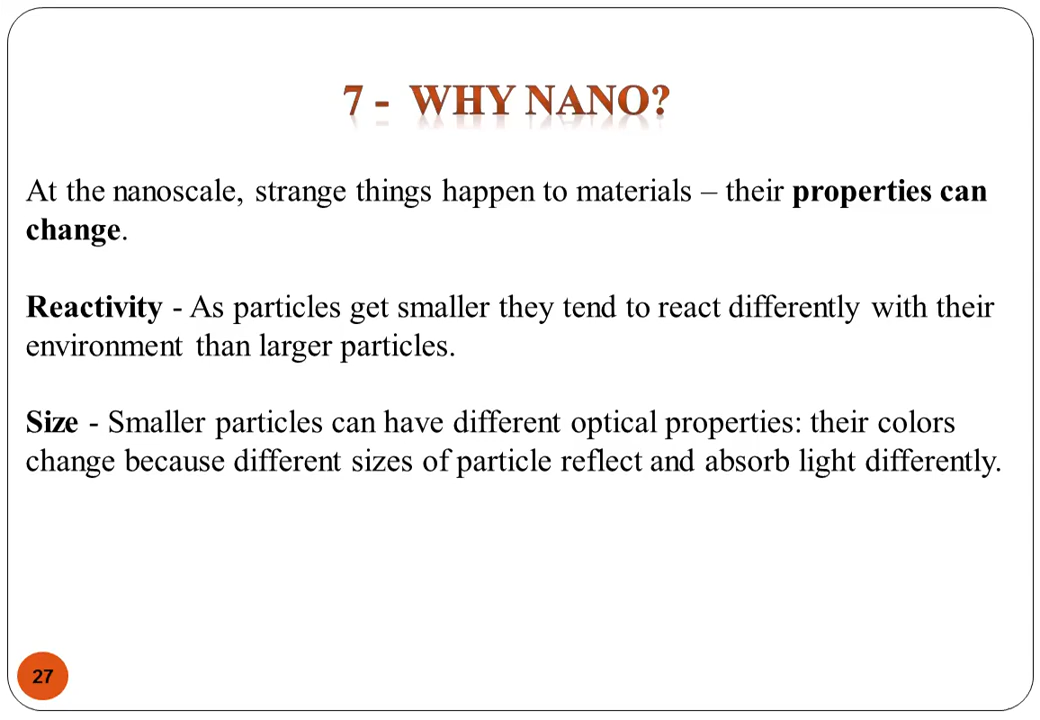 7 - WHY NANO?
At the nanoscale, strange things happen to materials – their properties can
change.
Reactivity - As particles get smaller they tend to react differently with their
environment than larger particles.
Size - Smaller particles can have different optical properties: their colors
change because different sizes of particle reflect and absorb light differently.
27